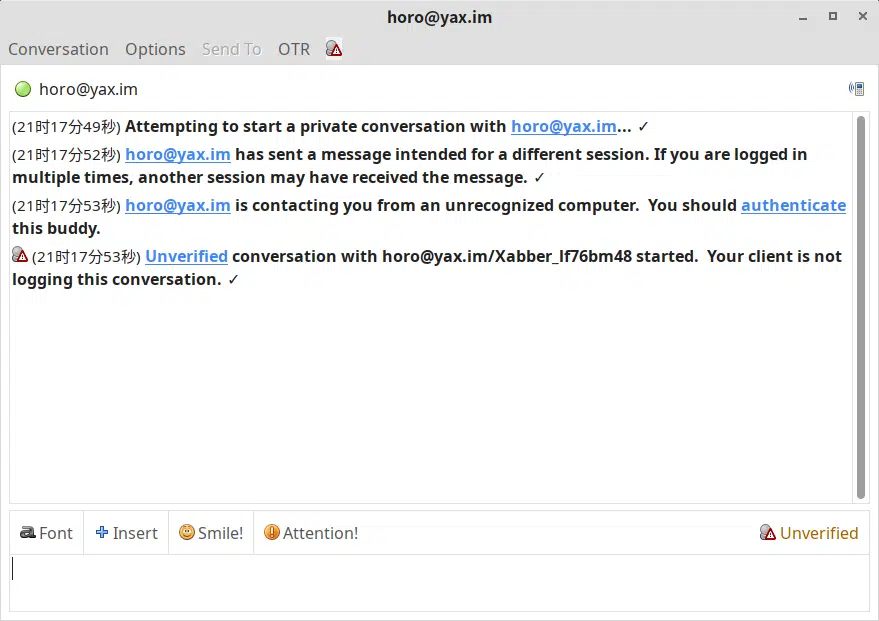 horo@yax.im
Conversation Options Send To OTR
horo@yax.im
(21时17分49秒) Attempting to start a private conversation with horo@yax.im... ✓
(21时17分52秒) horo@yax.im has sent a message intended for a different session. If you are logged in
multiple times, another session may have received the message. ✓
(21时17分53秒) horo@yax.im is contacting you from an unrecognized computer.  You should authenticate
this buddy.
(21时17分53秒) Unverified conversation with horo@yax.im/Xabber_lf76bm48 started.  Your client is not
logging this conversation. ✓
Font Insert Smile! Attention! Unverified